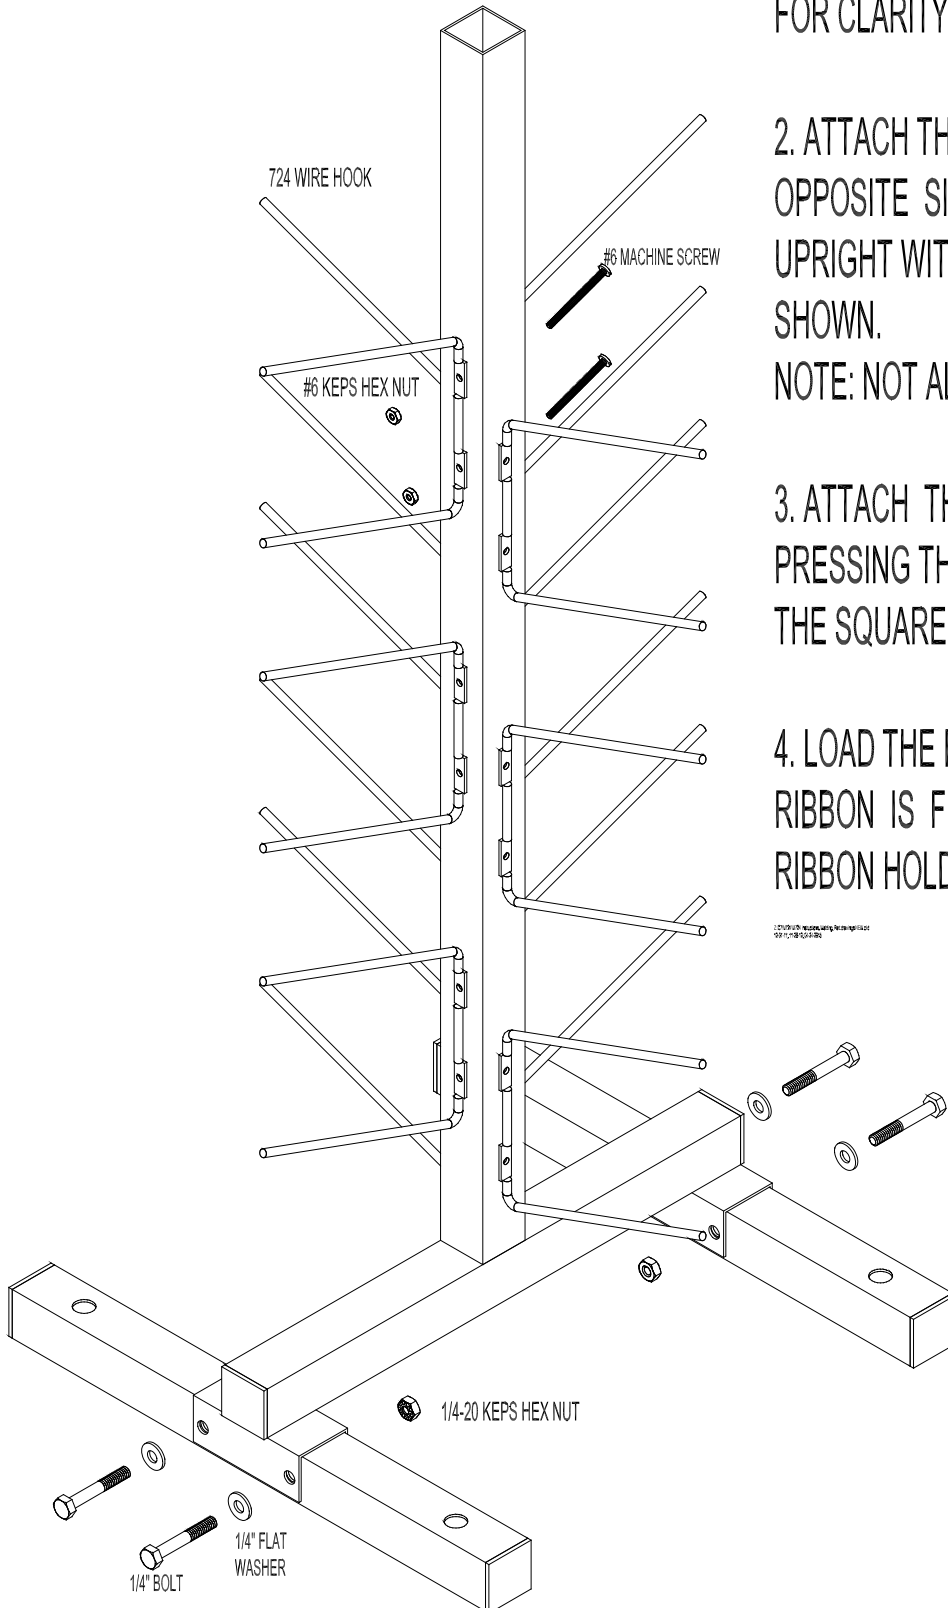 FOR CLARITY
724 WIRE HOOK
#6 MACHINE SCREW
#6 KEPS HEX NUT
1/4-20 KEPS HEX NUT
1/4" FLAT
WASHER
1/4" BOLT
2. ATTACH TH
OPPOSITE SI
UPRIGHT WIT
SHOWN.
NOTE: NOT AL
3. ATTACH TH
PRESSING TH
THE SQUARE
4. LOAD THE
RIBBON IS F
RIBBON HOLD